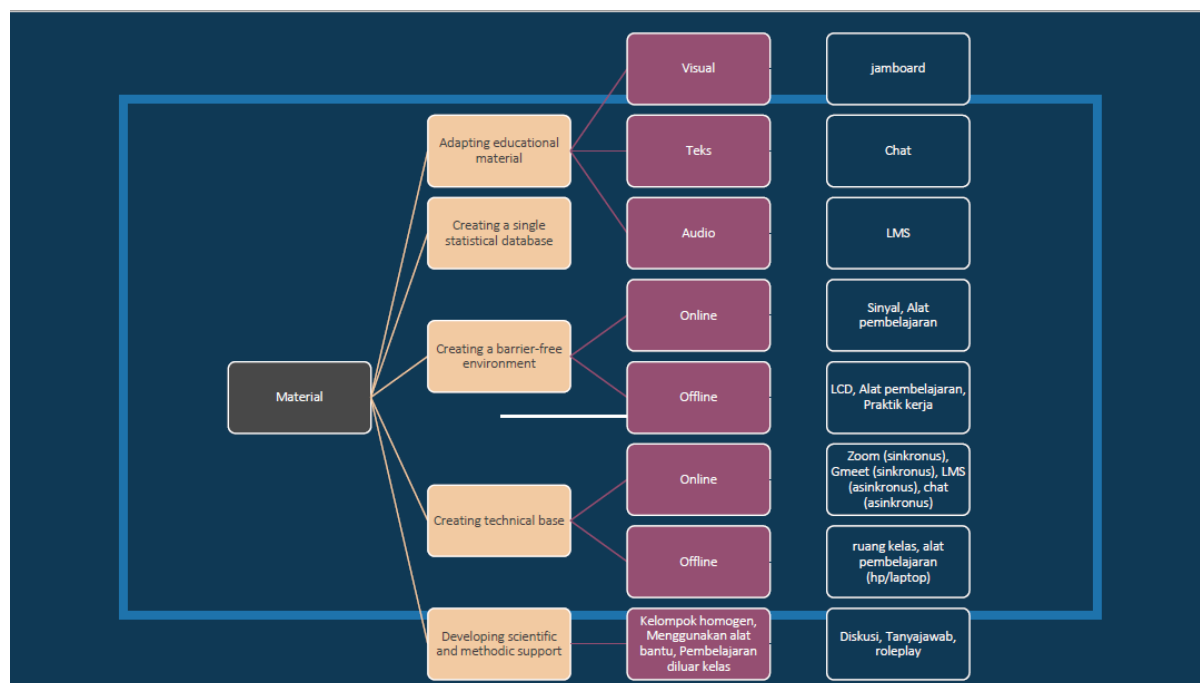 Visual
jamboard
Adapting educational
material
Teks
Chat
Creating a single
statistical database
Audio
LMS
Online
Sinyal, Alat
pembelajaran
Creating a barrier-free
environment
Material
Offline
LCD, Alat pembelajaran,
Praktik kerja
Online
Zoom (sinkronus),
Gmeet (sinkronus), LMS
(asinkronus), chat
(asinkronus)
Creating technical base
Offline
ruang kelas, alat
pembelajaran
(hp/laptop)
Developing scientific
and methodic support
Kelompok homogen,
Menggunakan alat
bantu, Pembelajaran
diluar kelas
Diskusi, Tanyajawab,
roleplay